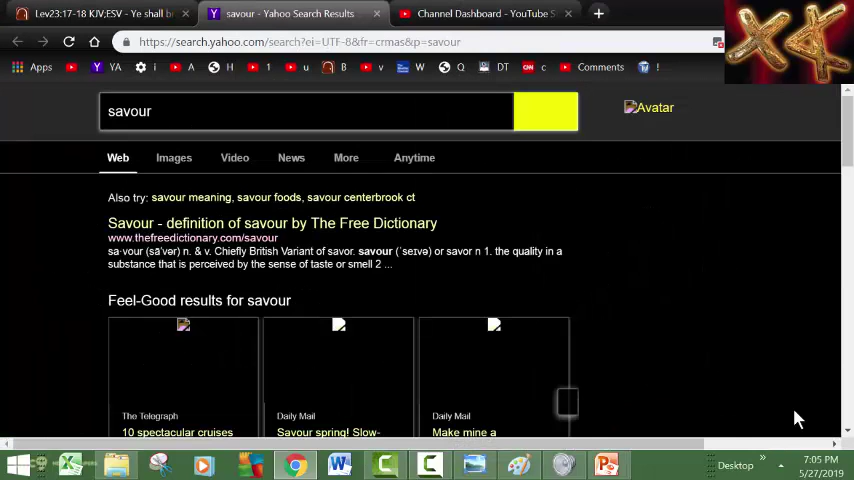 Lev23:17-18 KJV,ESV - Ye shall br
savour - Yahoo Search Results
Channel Dashboard - YouTube S
https://search.yahoo.com/search?ei=UTF-8&fr=crmas&p=savour
Apps YA i A H u B v W Q DT c Comments !
savour
Avatar
Web Images Video News More Anytime
Also try: savour meaning, savour foods, savour centerbrook ct
Savour - definition of savour by The Free Dictionary
www.thefreedictionary.com/savour
sa·vour (sā′vər) n. & v. Chiefly British Variant of savor. savour (ˈseɪvə) or savor n 1. the quality in a
substance that is perceived by the sense of taste or smell 2 ...
Feel-Good results for savour
The Telegraph Daily Mail Daily Mail
10 spectacular cruises Savour spring! Slow- Make mine a
Desktop
7:05 PM
5/27/2019